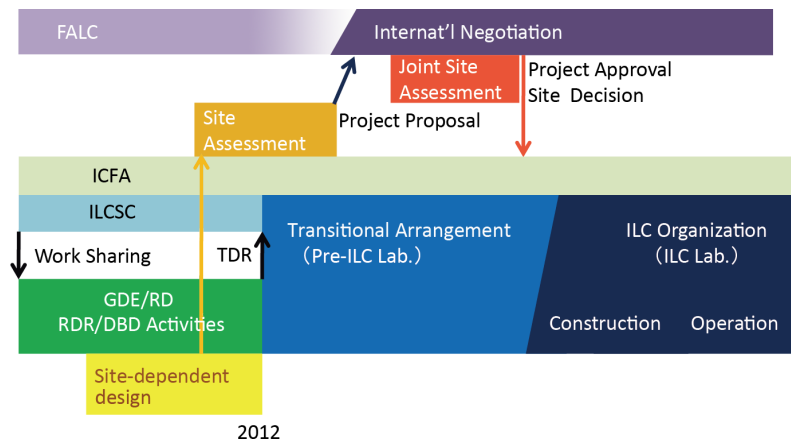 FALC
Internat’l Negotiation
Joint Site
Assessment
Project Approval
Site Decision
Site
Assessment
Project Proposal
ICFA
ILCSC
Work Sharing
TDR
Transitional Arrangement
（Pre-ILC Lab.）
ILC Organization
（ILC Lab.）
GDE/RD
RDR/DBD Activities
Construction
Operation
Site-dependent
design
2012